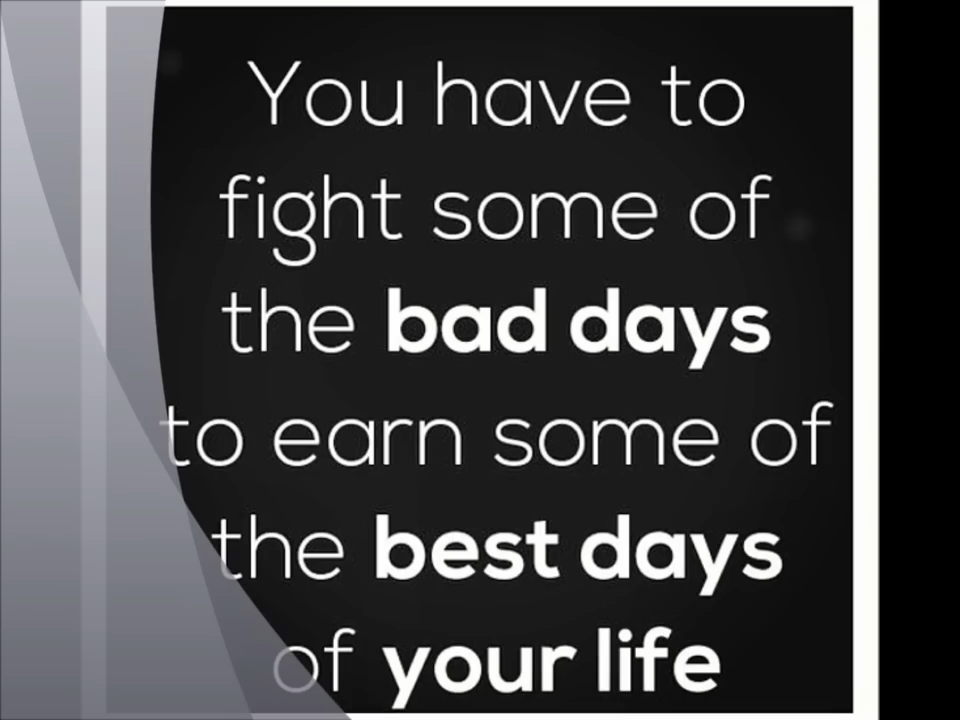 You have to
fight some of
the bad days
to earn some of
the best days
of your life